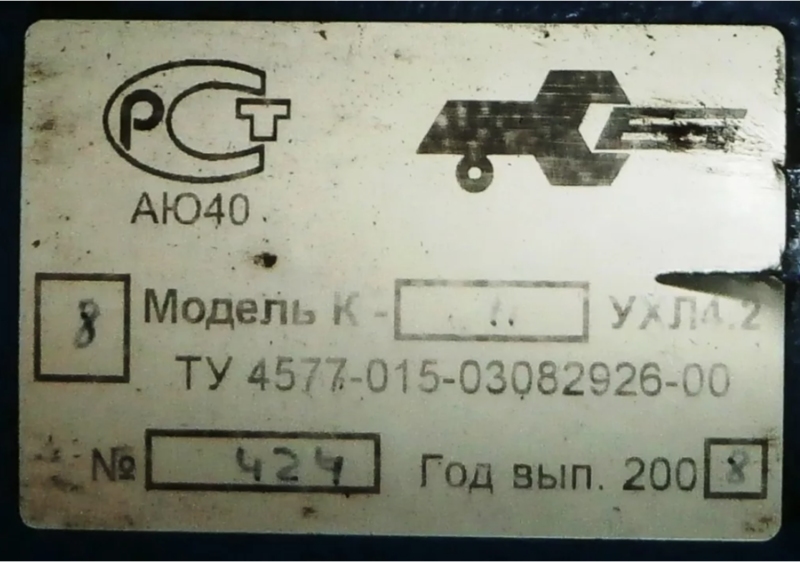 РСТ
АЮ40
8
Модель К - УХЛ4.2
ТУ 4577-015-03082926-00
№ 424 Год вып. 2008